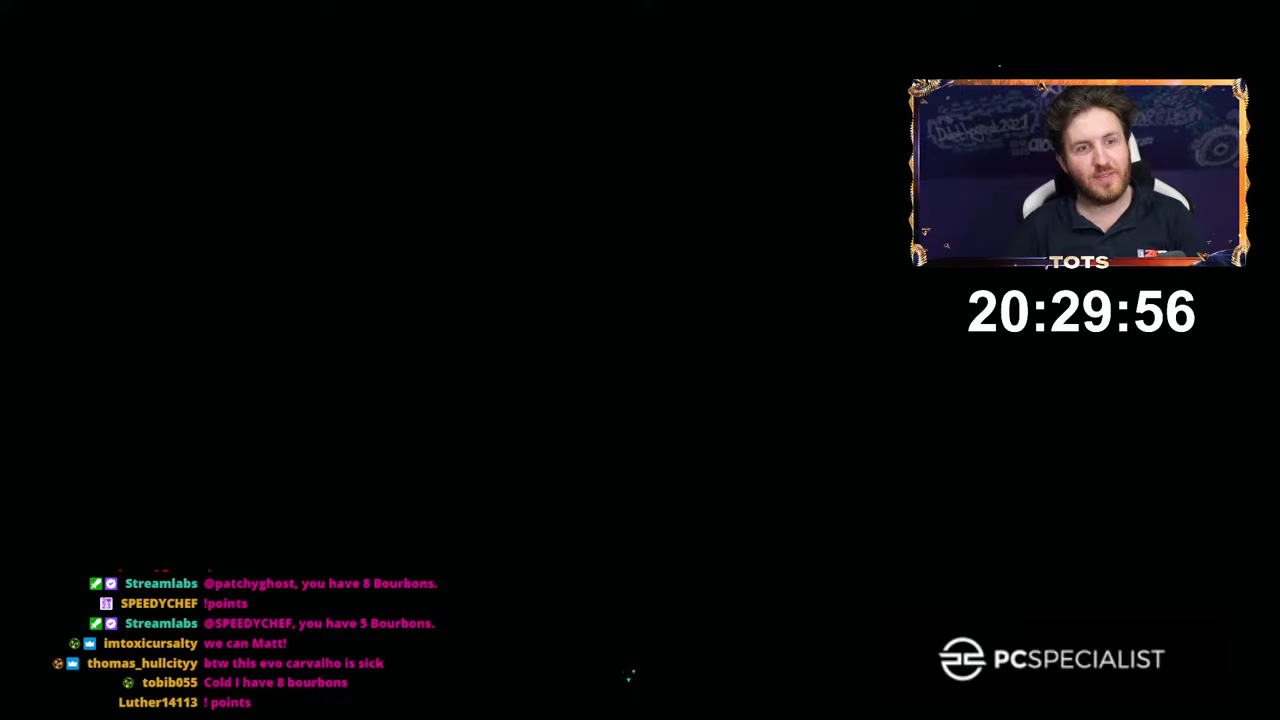 TOTS
20:29:56
Streamlabs @patchyghost, you have 8 Bourbons.
SPEEDYCHEF !points
Streamlabs @SPEEDYCHEF, you have 5 Bourbons.
imtoxicursalty we can Matt!
thomas_hullcityy btw this evo carvalho is sick
tobib055 Cold I have 8 bourbons
Luther14113 ! points
PCSPECIALIST